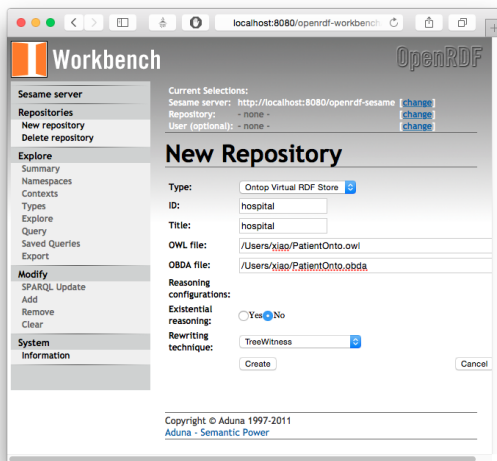 localhost:8080/openrdf-workbench
Workbench
OpenRDF
Sesame server
Repositories
New repository
Delete repository
Explore
Summary
Namespaces
Contexts
Types
Explore
Query
Saved Queries
Export
Modify
SPARQL Update
Add
Remove
Clear
System
Information
Current Selections:
Sesame server: http://localhost:8080/openrdf-sesame [change]
Repository: - none - [change]
User (optional): - none - [change]
New Repository
Type: Ontop Virtual RDF Store
ID: hospital
Title: hospital
OWL file: /Users/xiao/PatientOnto.owl
OBDA file: /Users/xiao/PatientOnto.obda
Reasoning
configurations:
Existential
reasoning: Yes No
Rewriting
technique: TreeWitness
Create Cancel
Copyright © Aduna 1997-2011
Aduna - Semantic Power